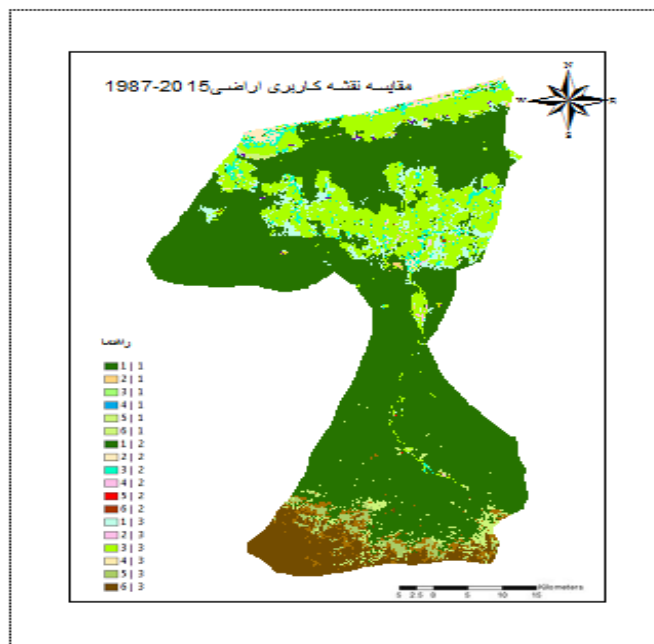 مقایسه نقشه کاربری اراضی 1987-2015
N
W E
S
راهنما
1 | 1
2 | 1
3 | 1
4 | 1
5 | 1
6 | 1
1 | 2
2 | 2
3 | 2
4 | 2
5 | 2
6 | 2
1 | 3
2 | 3
3 | 3
4 | 3
5 | 3
6 | 3
5 2.5 0 5 10 15 Kilometers